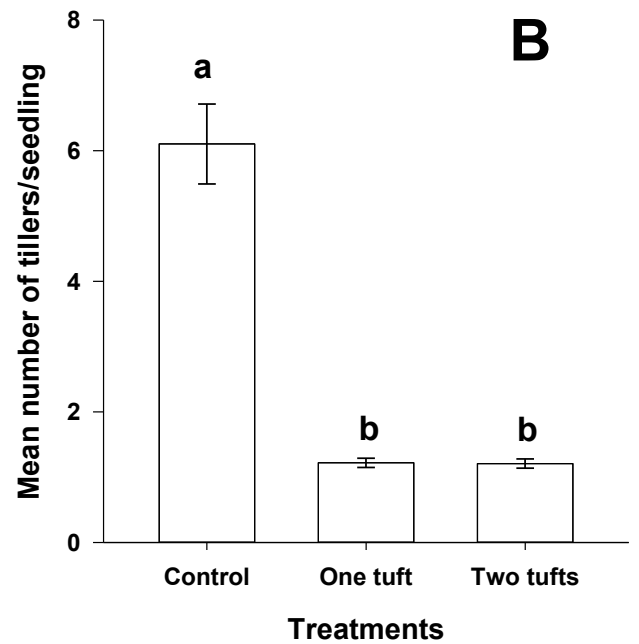 B
Mean number of tillers/seedling
8
6
4
2
0
a
b
b
Control
One tuft
Two tufts
Treatments